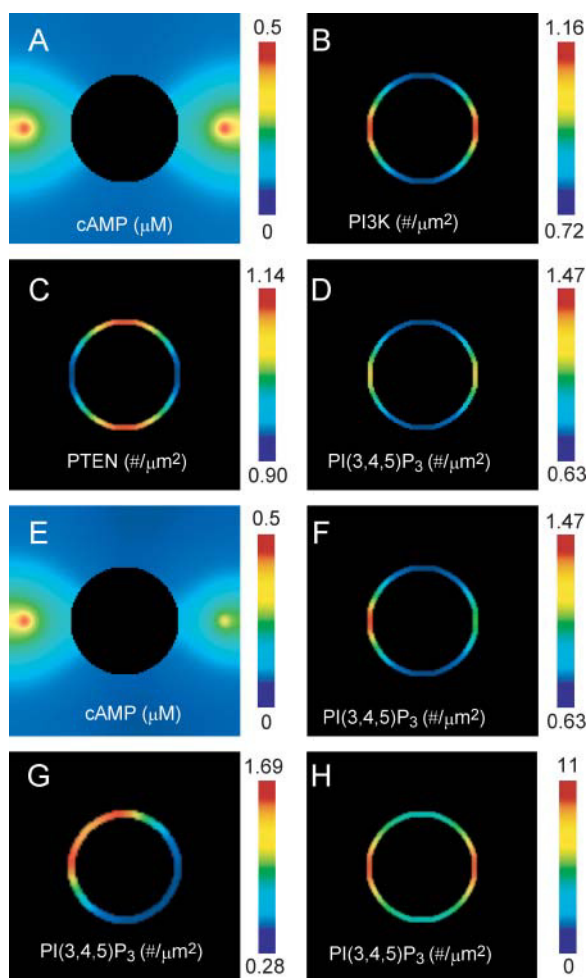 A
0.5
cAMP (μM)
0
B
1.16
PI3K (#/μm²)
0.72
C
1.14
PTEN (#/μm²)
0.90
D
1.47
PI(3,4,5)P₃ (#/μm²)
0.63
E
0.5
cAMP (μM)
0
F
1.47
PI(3,4,5)P₃ (#/μm²)
0.63
G
1.69
PI(3,4,5)P₃ (#/μm²)
0.28
H
11
PI(3,4,5)P₃ (#/μm²)
0